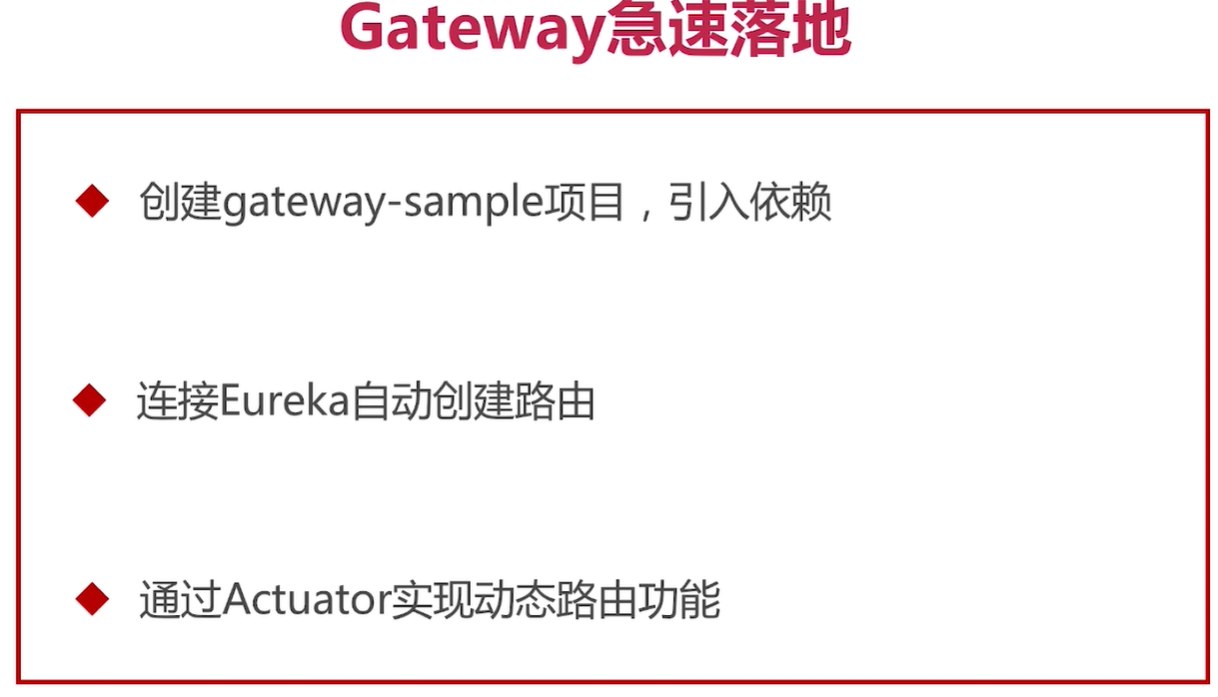 Gateway急速落地
创建gateway-sample项目，引入依赖
连接Eureka自动创建路由
通过Actuator实现动态路由功能